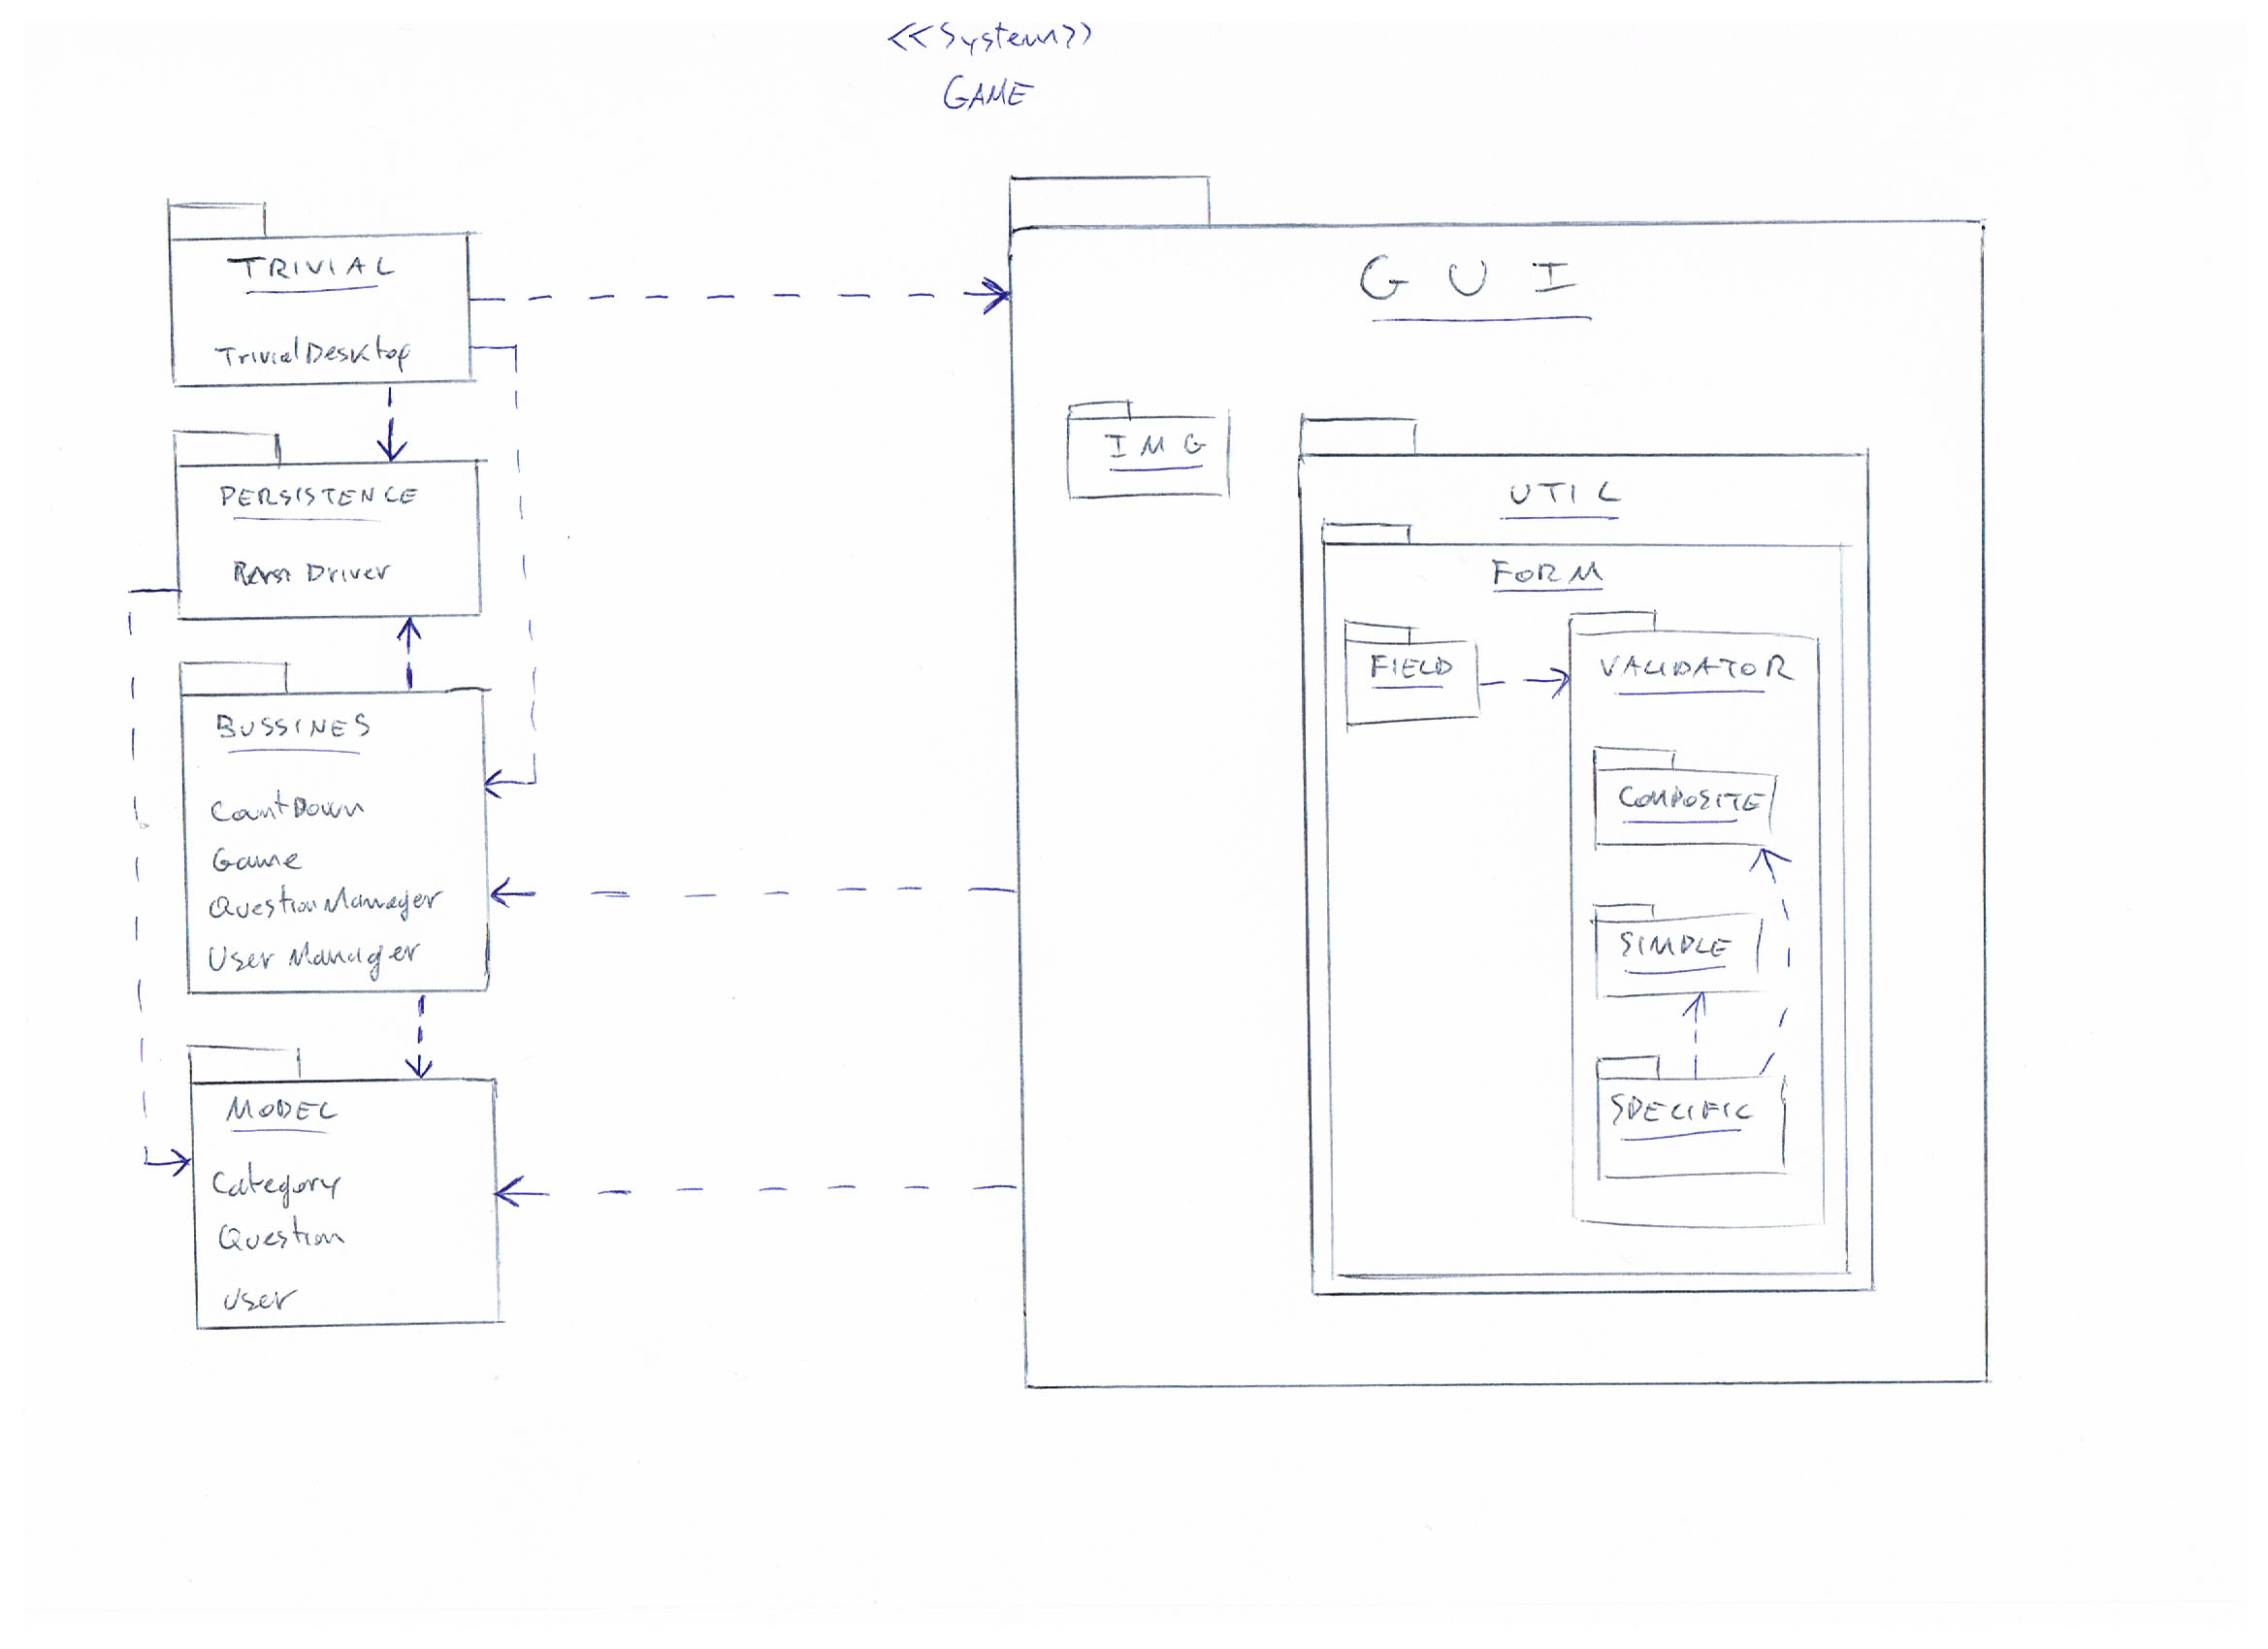 <<System>>
GAME
TRIVIAL
TrivialDesktop
PERSISTENCE
Driver
BUSSINES
CountDown
Game
QuestionManager
User Manager
MODEL
Category
Question
User
GUI
IMG
UTIL
FORM
FIELD
VALIDATOR
COMPOSITE
SIMPLE
SPECIFIC